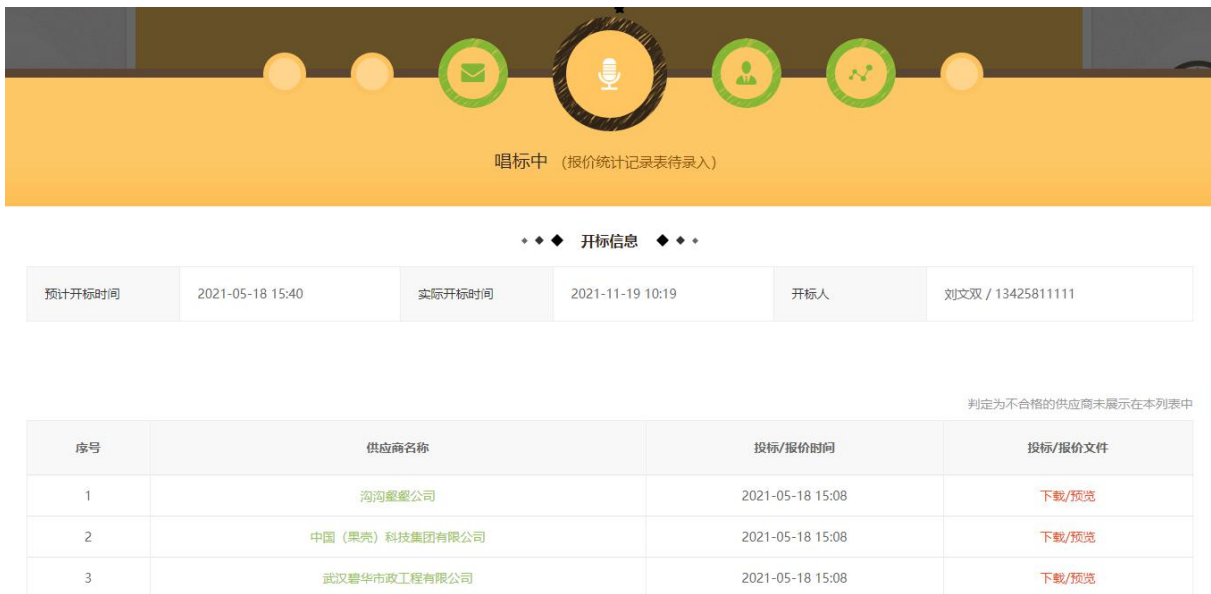 唱标中 (报价统计记录表待录入)
开标信息
预计开标时间 2021-05-18 15:40 实际开标时间 2021-11-19 10:19 开标人 刘文双 / 13425811111
判定为不合格的供应商未展示在本列表中
序号 供应商名称 投标/报价时间 投标/报价文件
1 沟沟壑壑公司 2021-05-18 15:08 下载/预览
2 中国（果壳）科技集团有限公司 2021-05-18 15:08 下载/预览
3 武汉碧华市政工程有限公司 2021-05-18 15:08 下载/预览